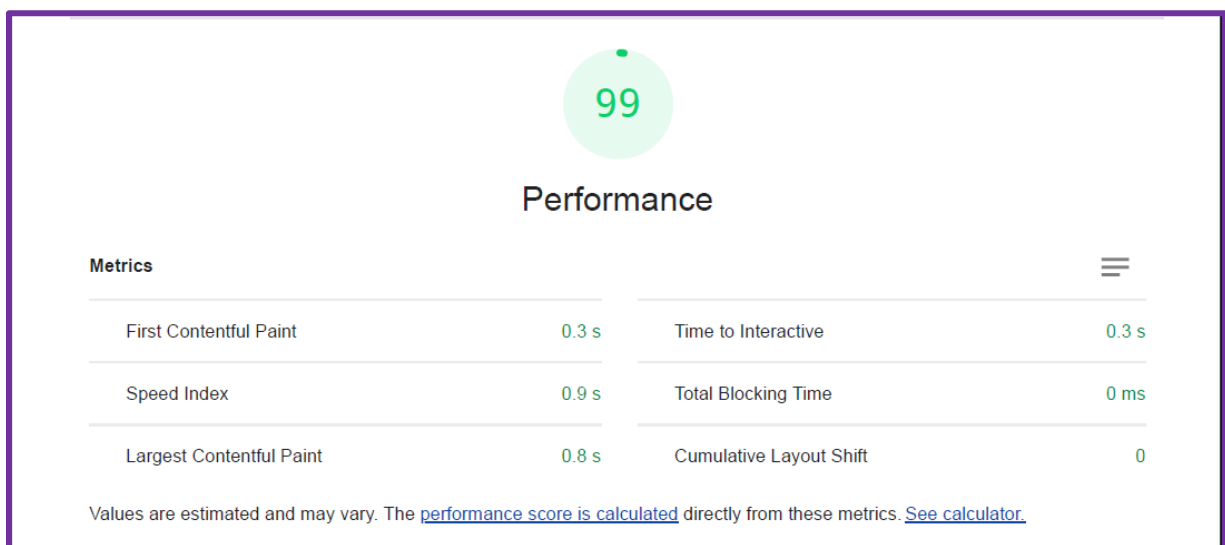 99
Performance
Metrics
First Contentful Paint 0.3 s Time to Interactive 0.3 s
Speed Index 0.9 s Total Blocking Time 0 ms
Largest Contentful Paint 0.8 s Cumulative Layout Shift 0
Values are estimated and may vary. The performance score is calculated directly from these metrics. See calculator.